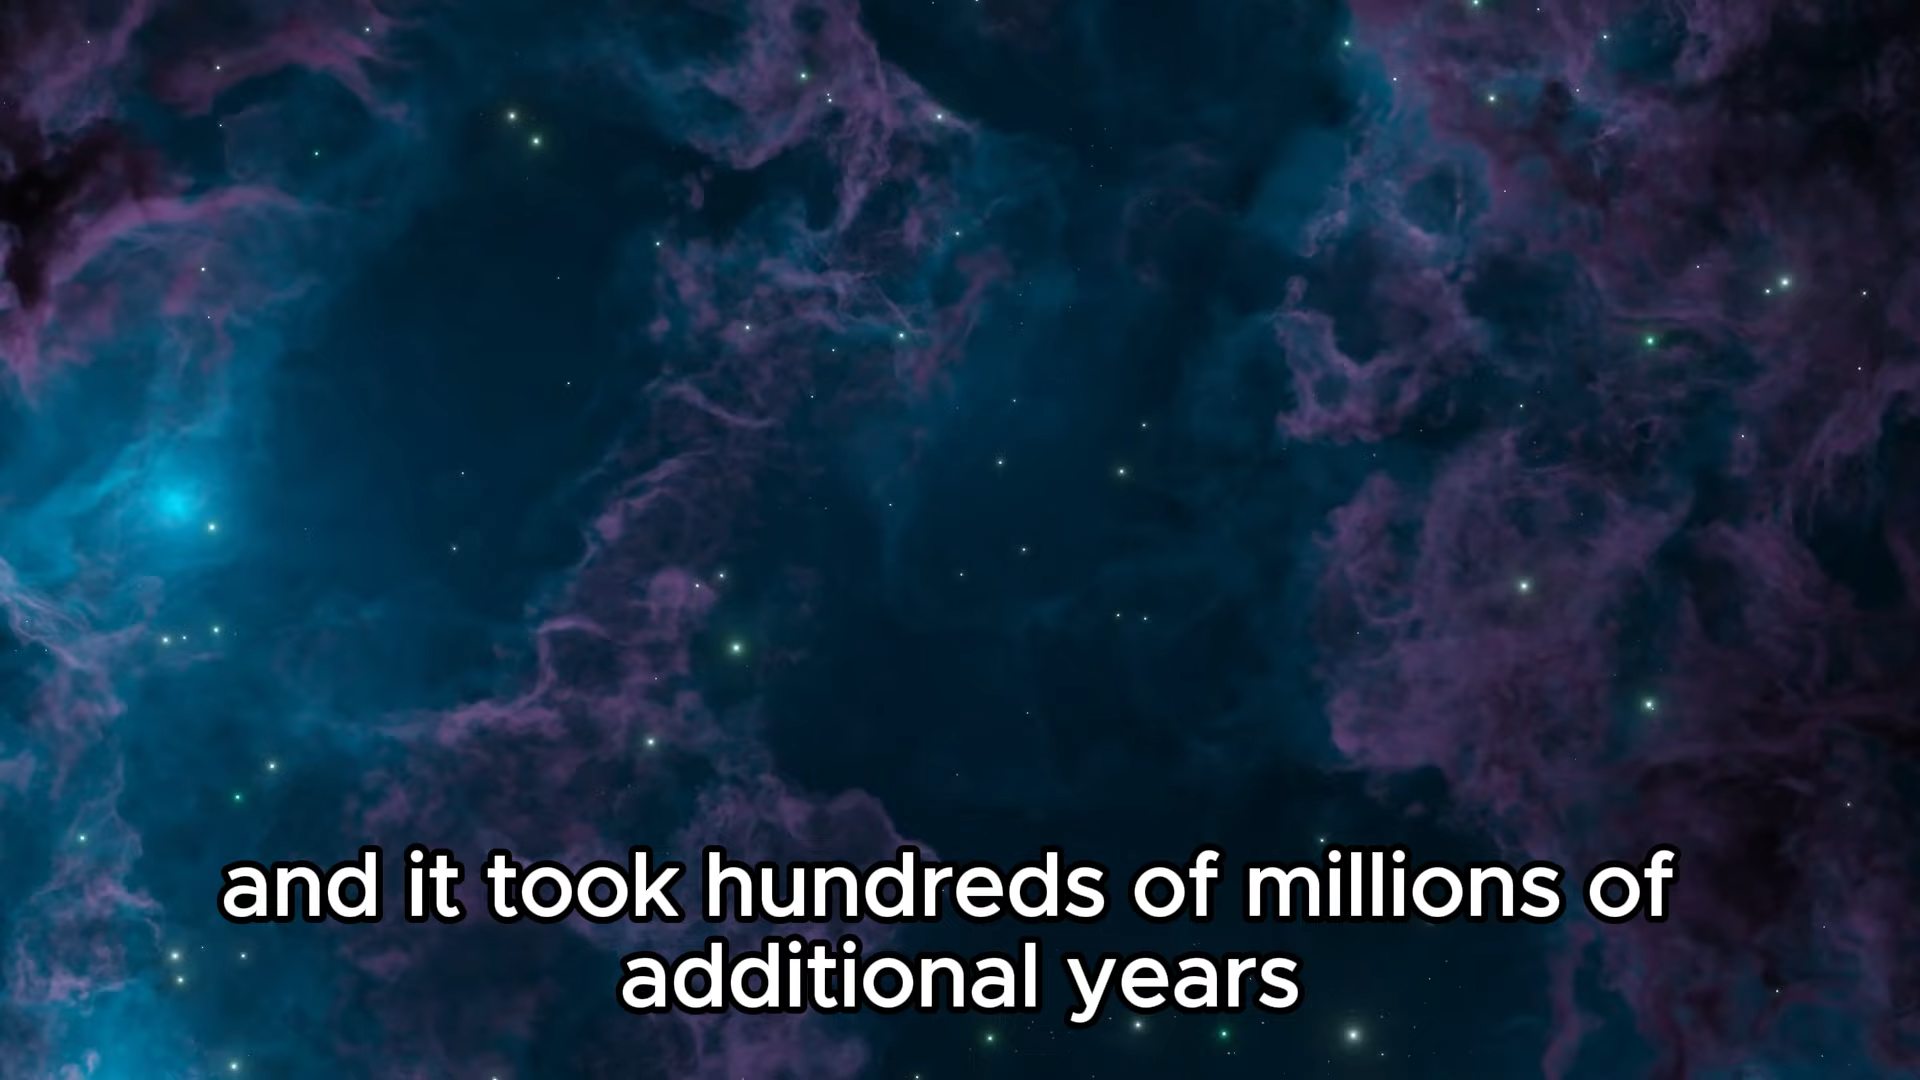 and it took hundreds of millions of
additional years